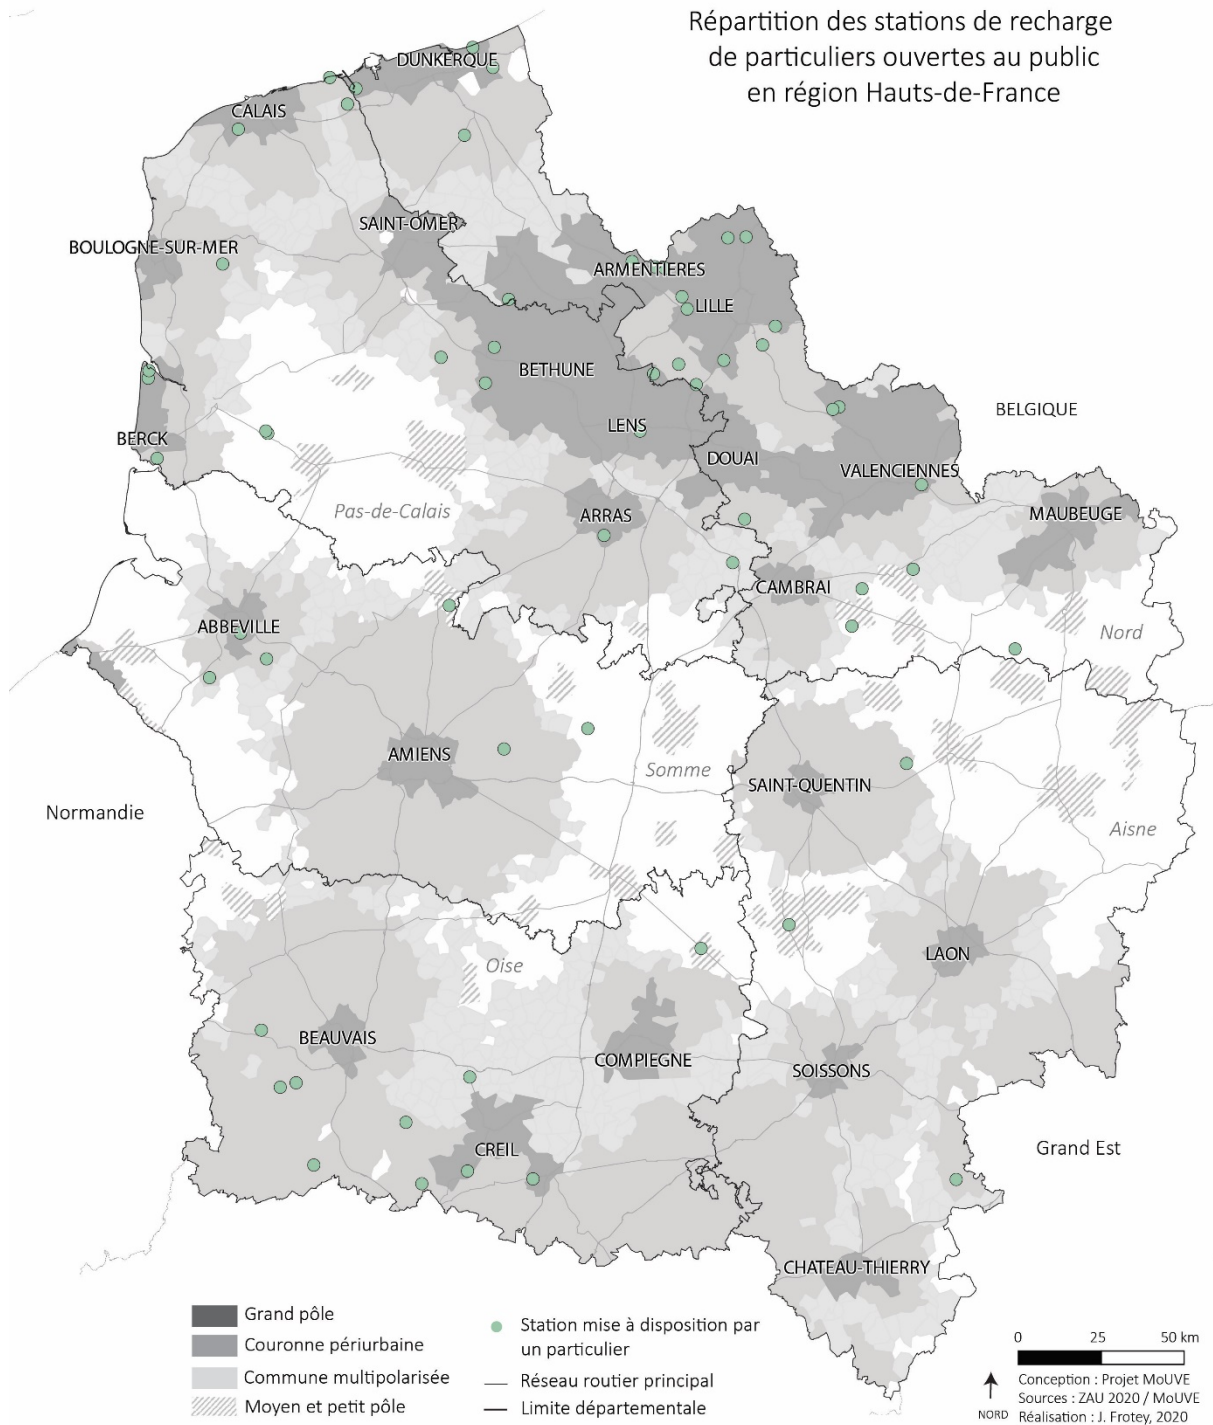 Répartition des stations de recharge
de particuliers ouvertes au public
en région Hauts-de-France
DUNKERQUE
CALAIS
SAINT-OMER
BOULOGNE-SUR-MER
ARMENTIERES
LILLE
BETHUNE
BELGIQUE
LENS
BERCK
DOUAI
VALENCIENNES
Pas-de-Calais
ARRAS
MAUBEUGE
CAMBRAI
ABBEVILLE
Nord
AMIENS
Somme
SAINT-QUENTIN
Normandie
Aisne
LAON
Oise
BEAUVAIS
COMPIEGNE
SOISSONS
CREIL
Grand Est
CHATEAU-THIERRY
Grand pôle
Couronne périurbaine
Commune multipolarisée
Moyen et petit pôle
Station mise à disposition par
un particulier
Réseau routier principal
Limite départementale
0 25 50 km
NORD
Conception : Projet MoUVE
Sources : ZAU 2020 / MoUVE
Réalisation : J. Frotey, 2020